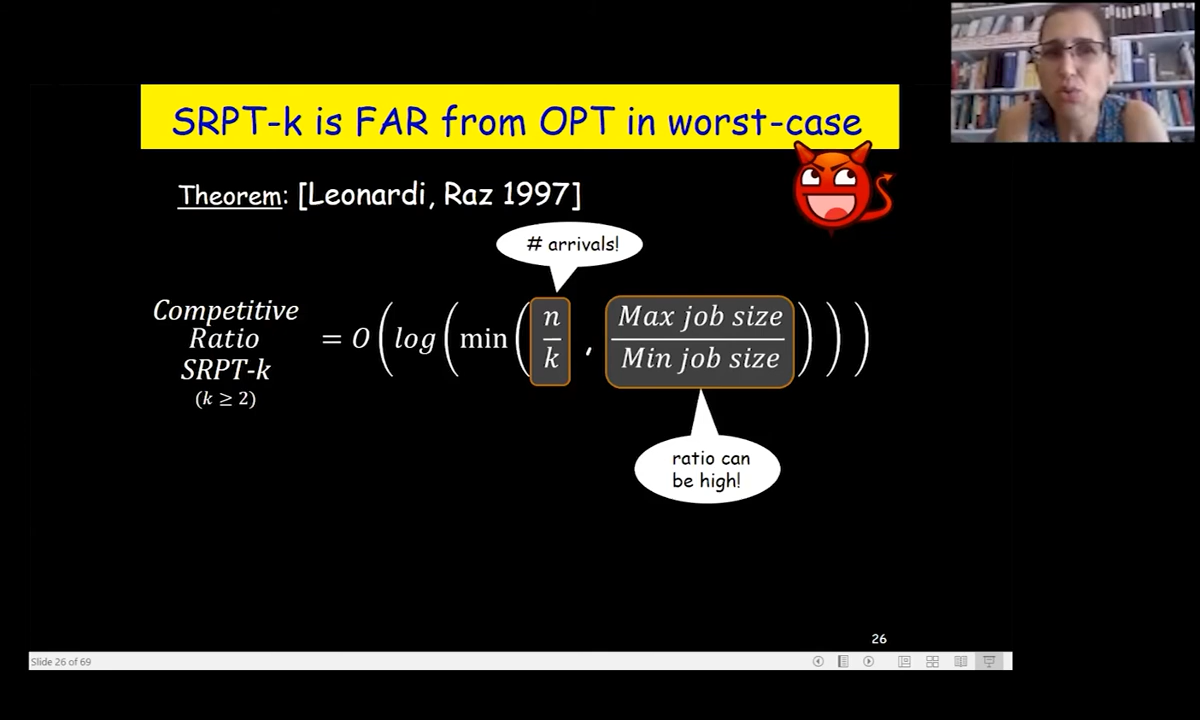 SRPT-k is FAR from OPT in worst-case
Theorem: [Leonardi, Raz 1997]
# arrivals!
Competitive
Ratio
SRPT-k
(k ≥ 2)
= O(log(min(n/k, Max job size/Min job size)))
ratio can
be high!
26
Slide 26 of 69